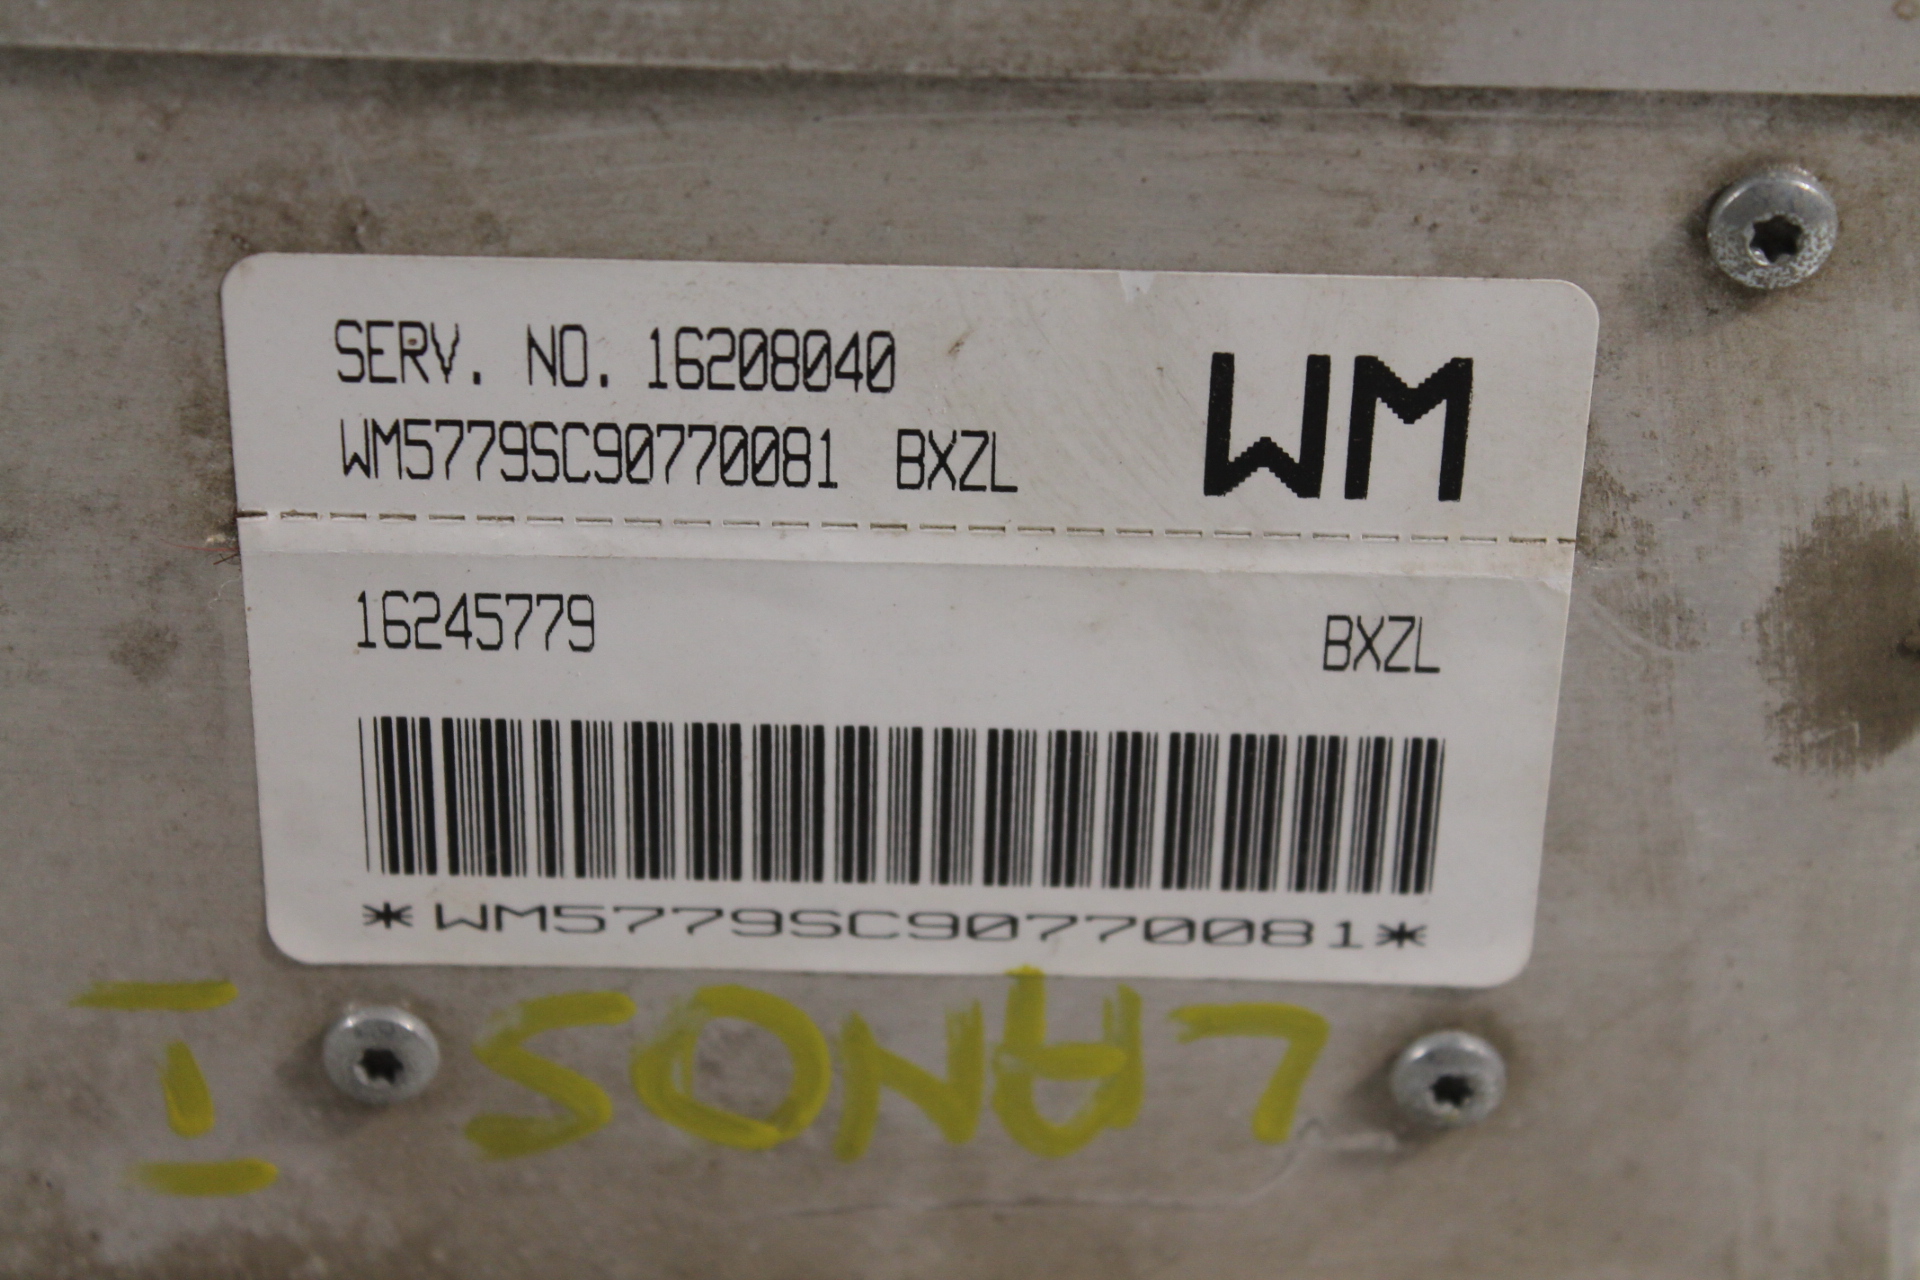 SERV. NO. 16208040
WM5779SC90770081 BXZL
WM
16245779 BXZL
*WM5779SC90770081*
LANOS I